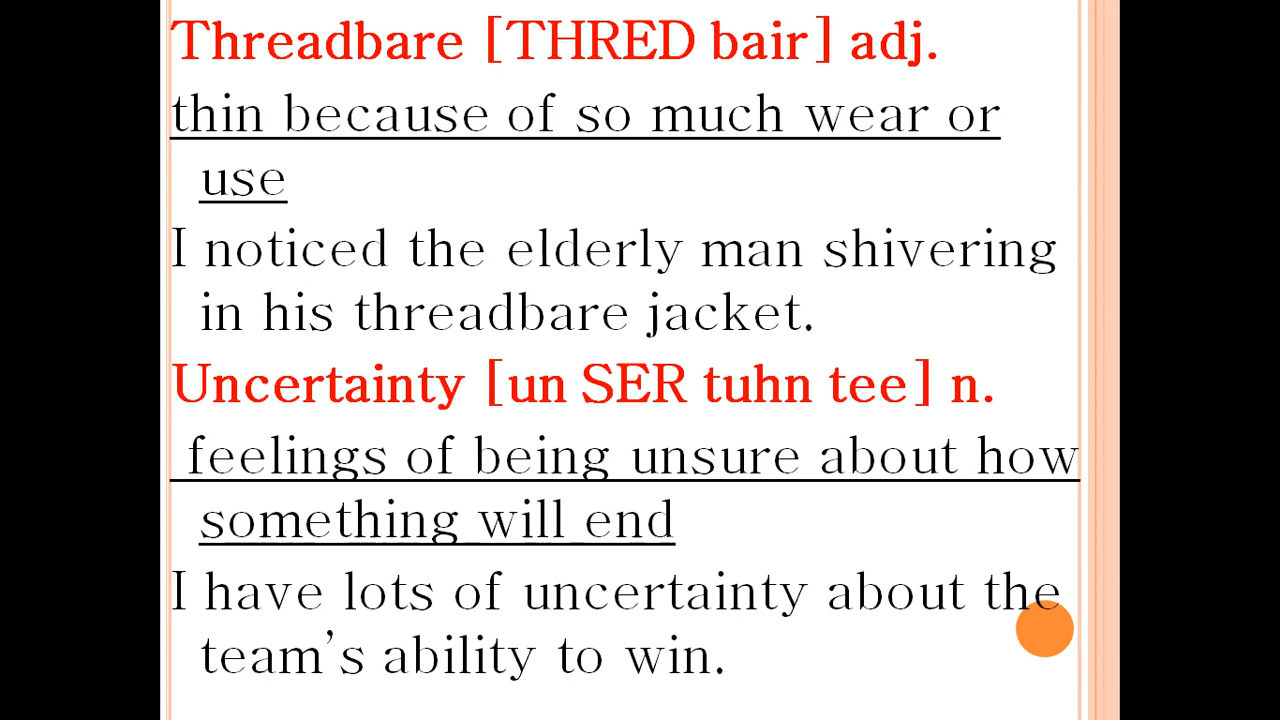 Threadbare [THRED bair] adj.
thin because of so much wear or
use
I noticed the elderly man shivering
in his threadbare jacket.
Uncertainty [un SER tuhn tee] n.
feelings of being unsure about how
something will end
I have lots of uncertainty about the
team's ability to win.